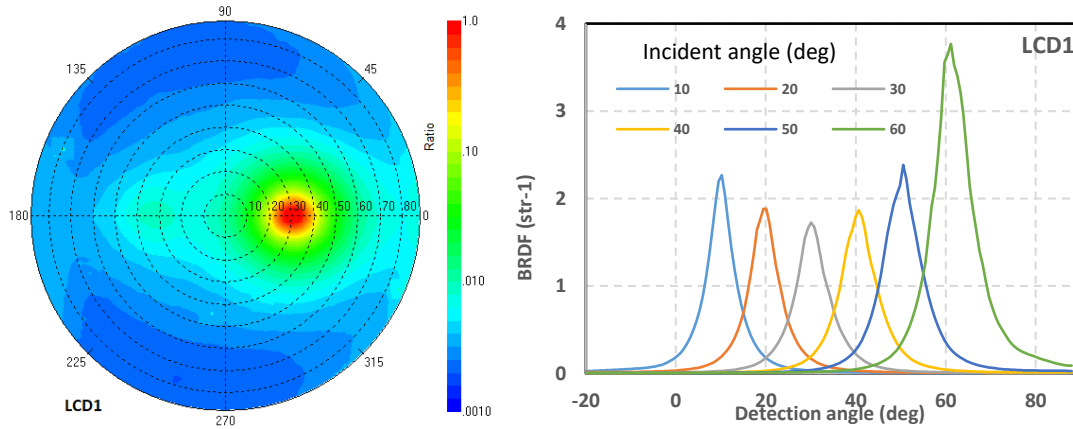 90
135
45
180
10 20 30 40 50 60 70 80 0
225
315
270
LCD1
1.0
Ratio
.10
.010
.0010
LCD1
Incident angle (deg)
10 20 30
40 50 60
BRDF (str-1)
4
3
2
1
0
-20 0 20 40 60 80
Detection angle (deg)